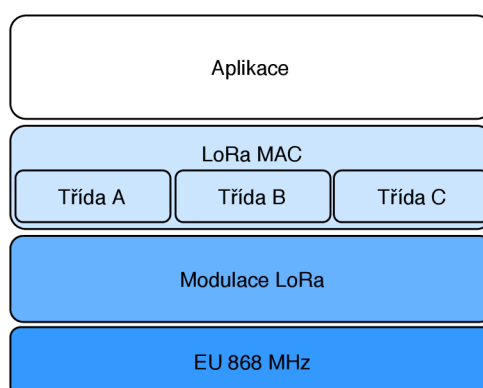 Aplikace
LoRa MAC
Třída A Třída B Třída C
Modulace LoRa
EU 868 MHz